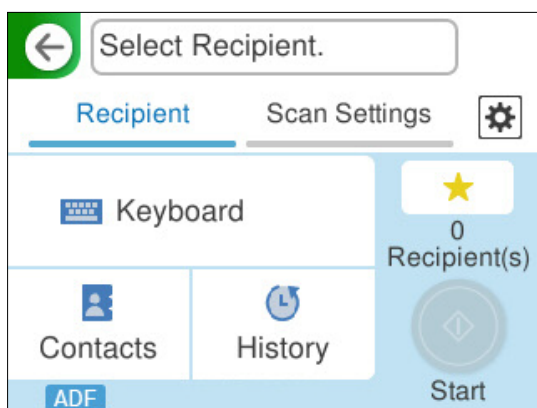 Select Recipient.
Recipient
Scan Settings
Keyboard
0
Recipient(s)
Contacts
History
Start
ADF